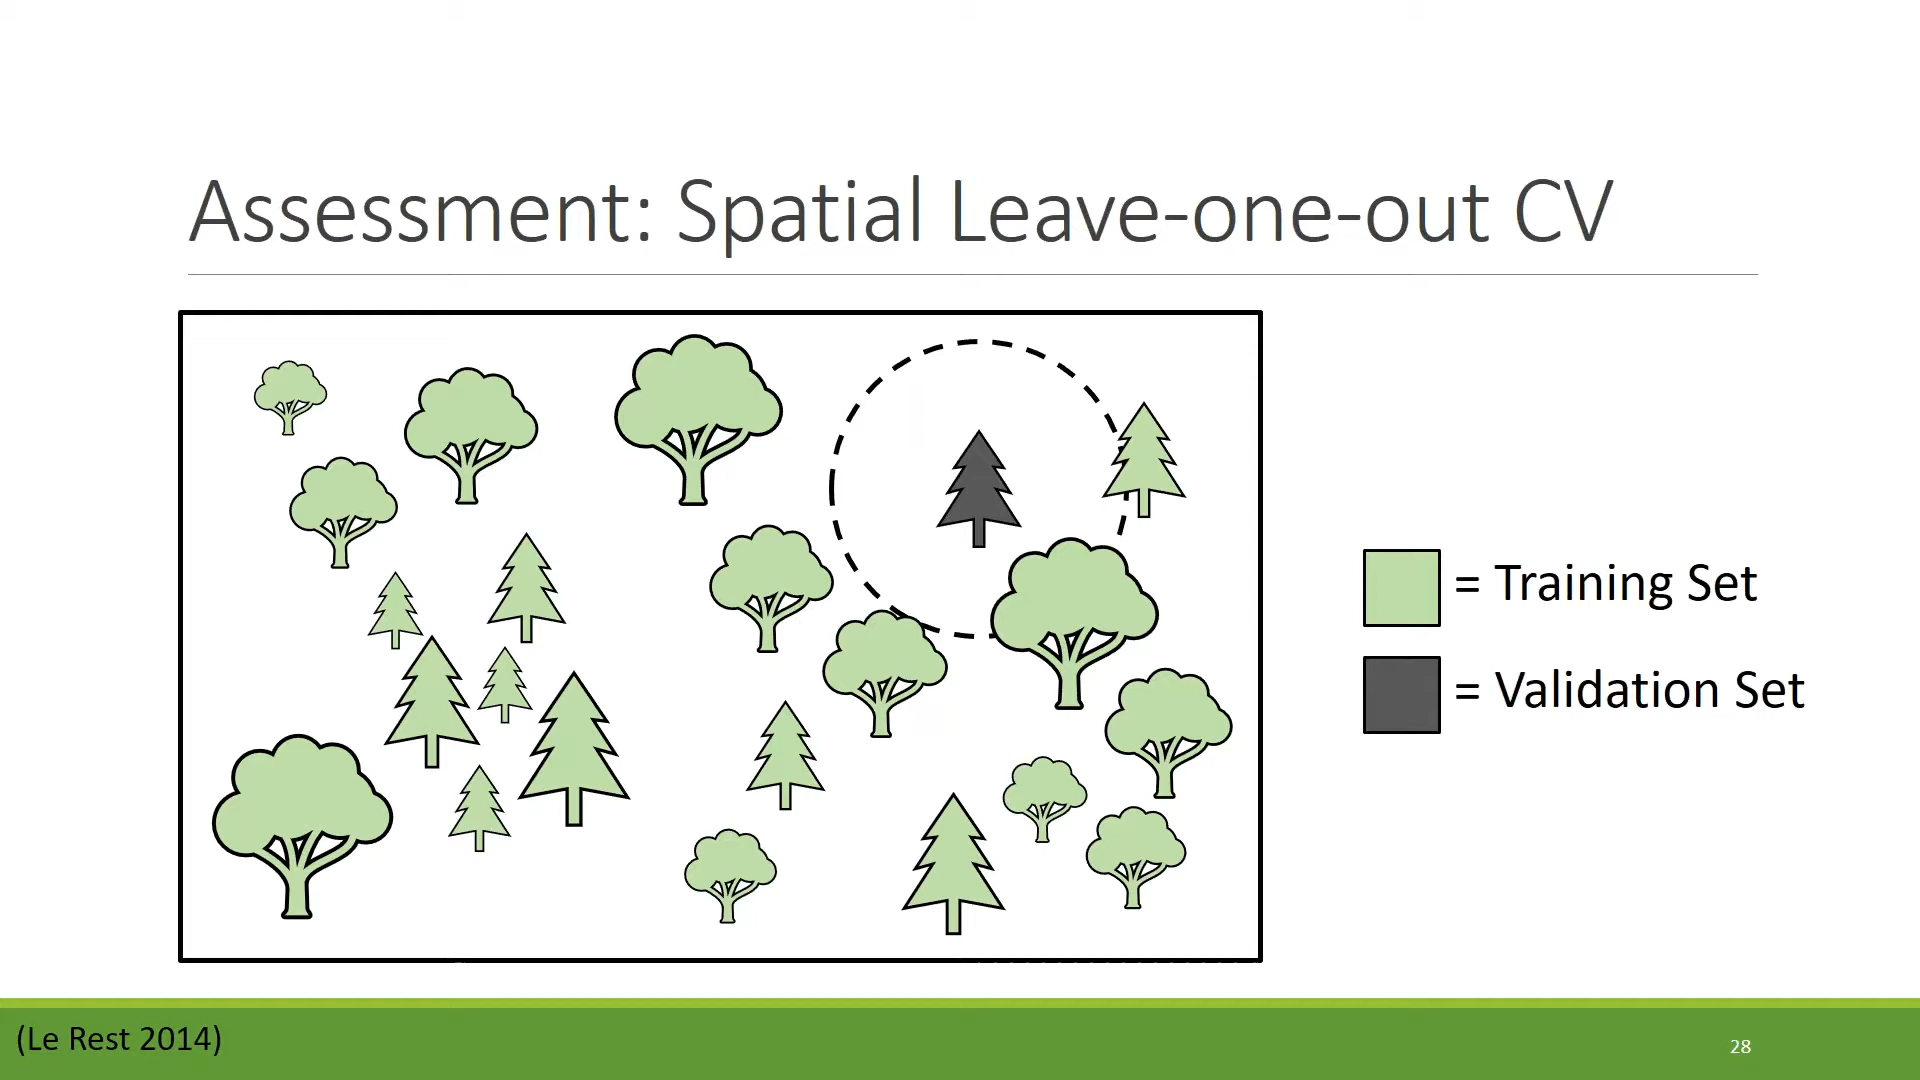 Assessment: Spatial Leave-one-out CV
= Training Set
= Validation Set
(Le Rest 2014)
28